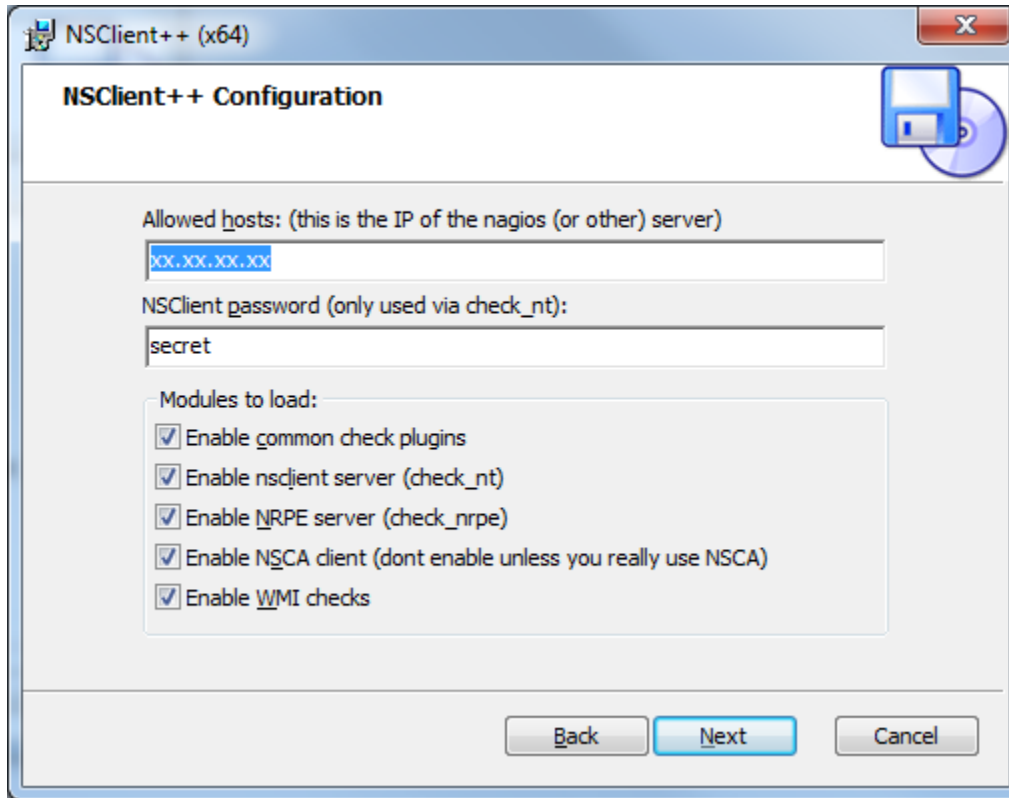 NSClient++ (x64)
NSClient++ Configuration
Allowed hosts: (this is the IP of the nagios (or other) server)
xx.xx.xx.xx
NSClient password (only used via check_nt):
secret
Modules to load:
Enable common check plugins
Enable nsclient server (check_nt)
Enable NRPE server (check_nrpe)
Enable NSCA client (dont enable unless you really use NSCA)
Enable WMI checks
Back Next Cancel